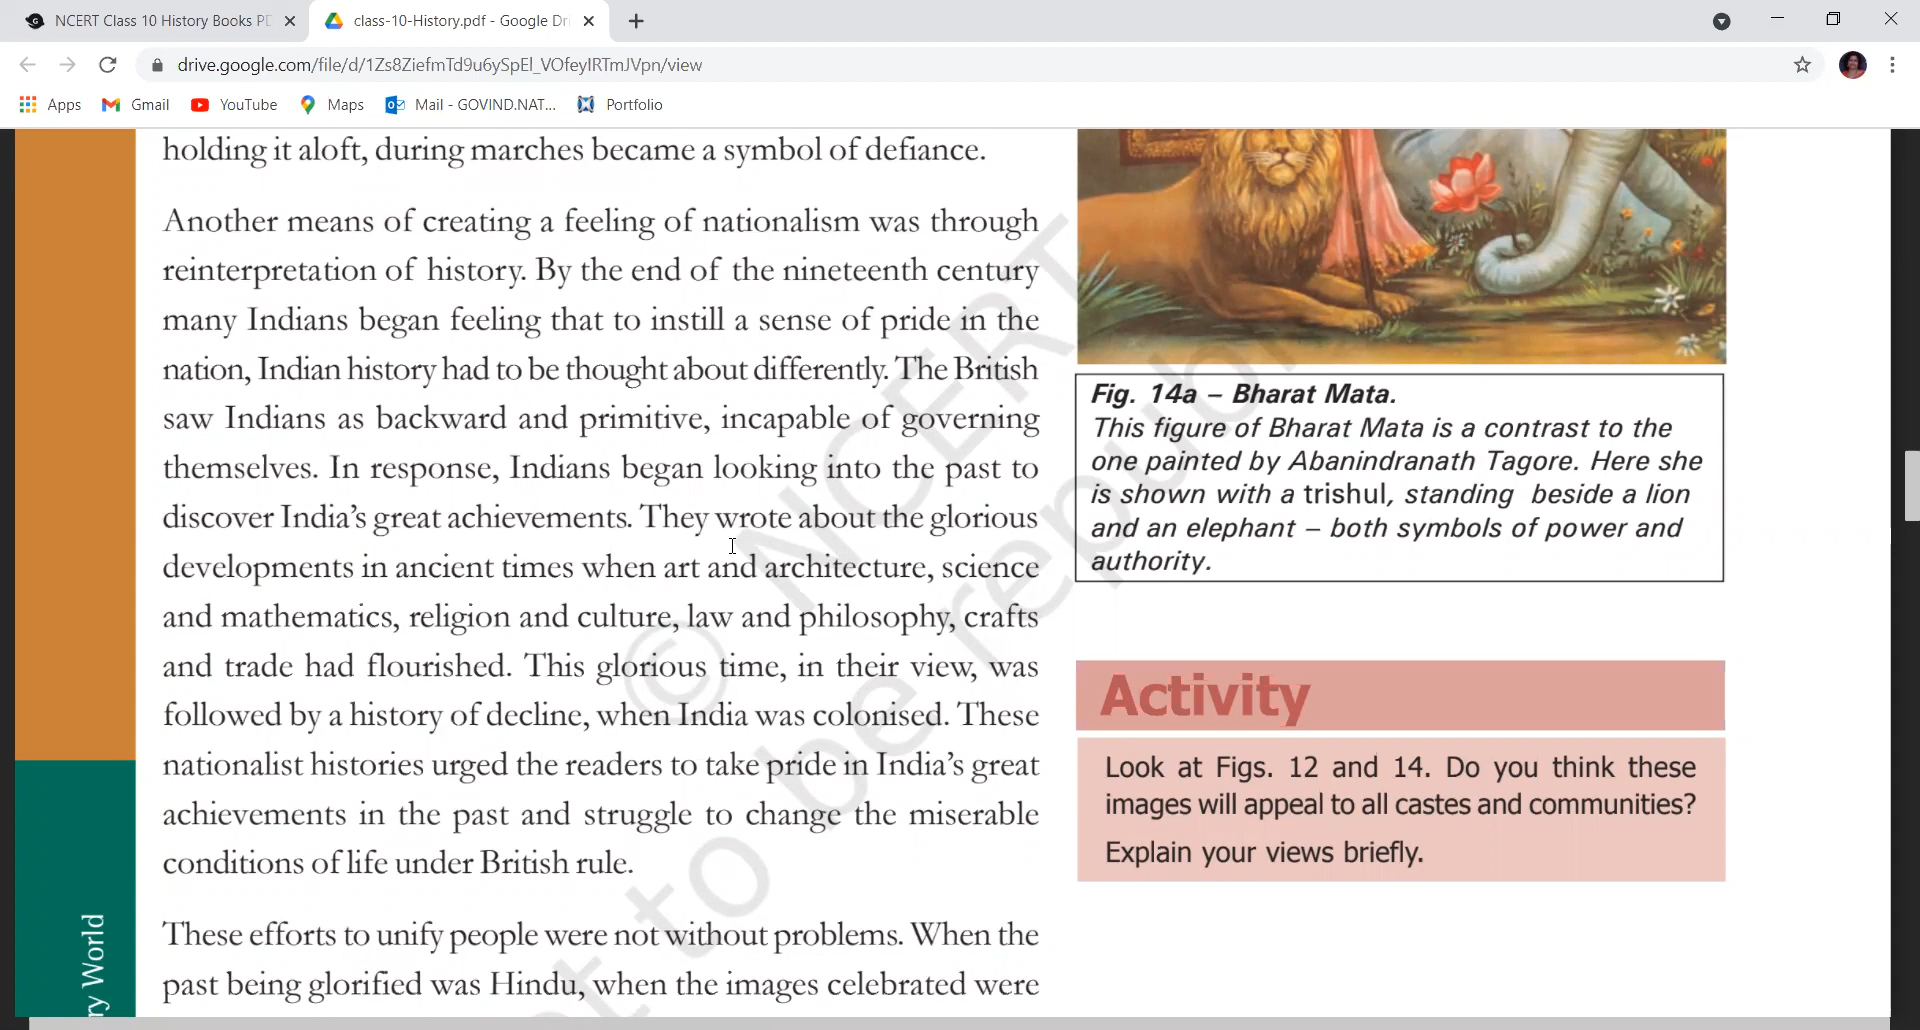 NCERT Class 10 History Books PD
class-10-History.pdf - Google Dri
drive.google.com/file/d/1Zs8ZiefmTd9u6ySpEl_VOfeyIRTmJVpn/view
Apps
Gmail
YouTube
Maps
Mail - GOVIND.NAT...
Portfolio
holding it aloft, during marches became a symbol of defiance.
Another means of creating a feeling of nationalism was through
reinterpretation of history. By the end of the nineteenth century
many Indians began feeling that to instill a sense of pride in the
nation, Indian history had to be thought about differently. The British
saw Indians as backward and primitive, incapable of governing
themselves. In response, Indians began looking into the past to
discover India's great achievements. They wrote about the glorious
developments in ancient times when art and architecture, science
and mathematics, religion and culture, law and philosophy, crafts
and trade had flourished. This glorious time, in their view, was
followed by a history of decline, when India was colonised. These
nationalist histories urged the readers to take pride in India's great
achievements in the past and struggle to change the miserable
conditions of life under British rule.
These efforts to unify people were not without problems. When the
past being glorified was Hindu, when the images celebrated were
Fig. 14a – Bharat Mata.
This figure of Bharat Mata is a contrast to the
one painted by Abanindranath Tagore. Here she
is shown with a trishul, standing beside a lion
and an elephant – both symbols of power and
authority.
Activity
Look at Figs. 12 and 14. Do you think these
images will appeal to all castes and communities?
Explain your views briefly.
ry World
© NCERT
to be republi